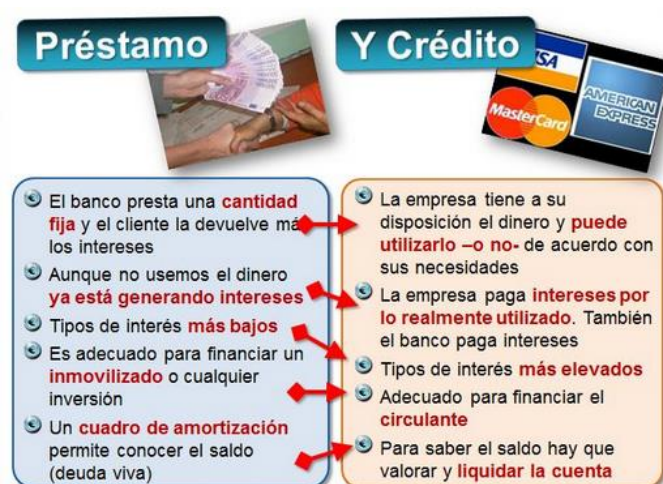 Préstamo
Y Crédito
VISA
MasterCard
AMERICAN
EXPRESS
El banco presta una cantidad
fija y el cliente la devuelve más
los intereses
Aunque no usemos el dinero
ya está generando intereses
Tipos de interés más bajos
Es adecuado para financiar un
inmovilizado o cualquier
inversión
Un cuadro de amortización
permite conocer el saldo
(deuda viva)
La empresa tiene a su
disposición el dinero y puede
utilizarlo –o no- de acuerdo con
sus necesidades
La empresa paga intereses por
lo realmente utilizado. También
el banco paga intereses
Tipos de interés más elevados
Adecuado para financiar el
circulante
Para saber el saldo hay que
valorar y liquidar la cuenta